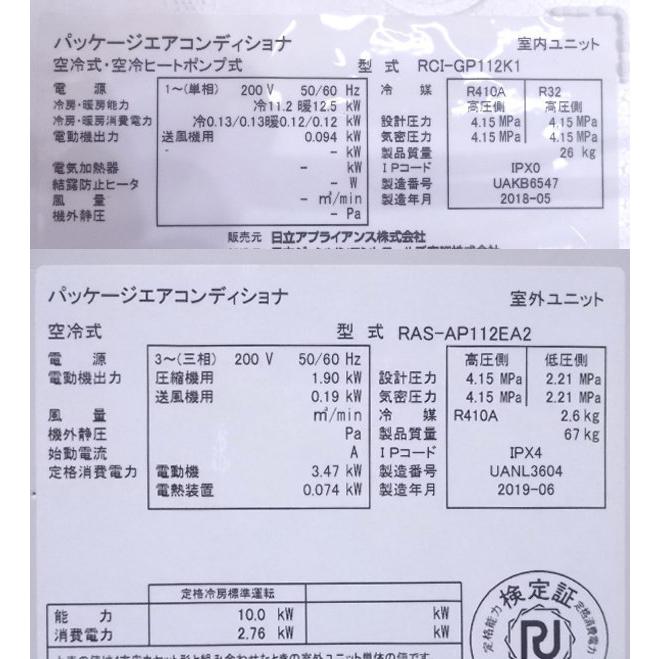 パッケージエアコンディショナ 室内ユニット
空冷式・空冷ヒートポンプ式 型 式 RCI-GP112K1
電 源 1～(単相) 200 V 50/60 Hz 冷 媒 R410A R32
冷房・暖房能力 冷11.2 暖12.5 kW 高圧側 高圧側
冷房・暖房消費電力 冷0.13/0.13暖0.12/0.12 kW 設計圧力 4.15 MPa 4.15 MPa
電動機出力 送風機用 0.094 kW 気密圧力 4.15 MPa 4.15 MPa
- - kW 製品質量 26 kg
電気加熱器 - kW IPコード IPX0
結露防止ヒータ - W 製造番号 UAKB6547
風 量 - m³/min 製造年月 2018-05
機外静圧 - Pa
販売元 日立アプライアンス株式会社
パッケージエアコンディショナ 室外ユニット
空冷式 型 式 RAS-AP112EA2
電 源 3～(三相) 200 V 50/60 Hz 高圧側 低圧側
電動機出力 圧縮機用 1.90 kW 設計圧力 4.15 MPa 2.21 MPa
送風機用 0.19 kW 気密圧力 4.15 MPa 2.21 MPa
風 量 m³/min 冷 媒 R410A 2.6 kg
機外静圧 Pa 製品質量 67 kg
始動電流 A IPコード IPX4
定格消費電力 電動機 3.47 kW 製造番号 UANL3604
電熱装置 0.074 kW 製造年月 2019-06
定格冷房標準運転
能 力 10.0 kW kW
消費電力 2.76 kW kW
検定証
定格能力 定格消費電力